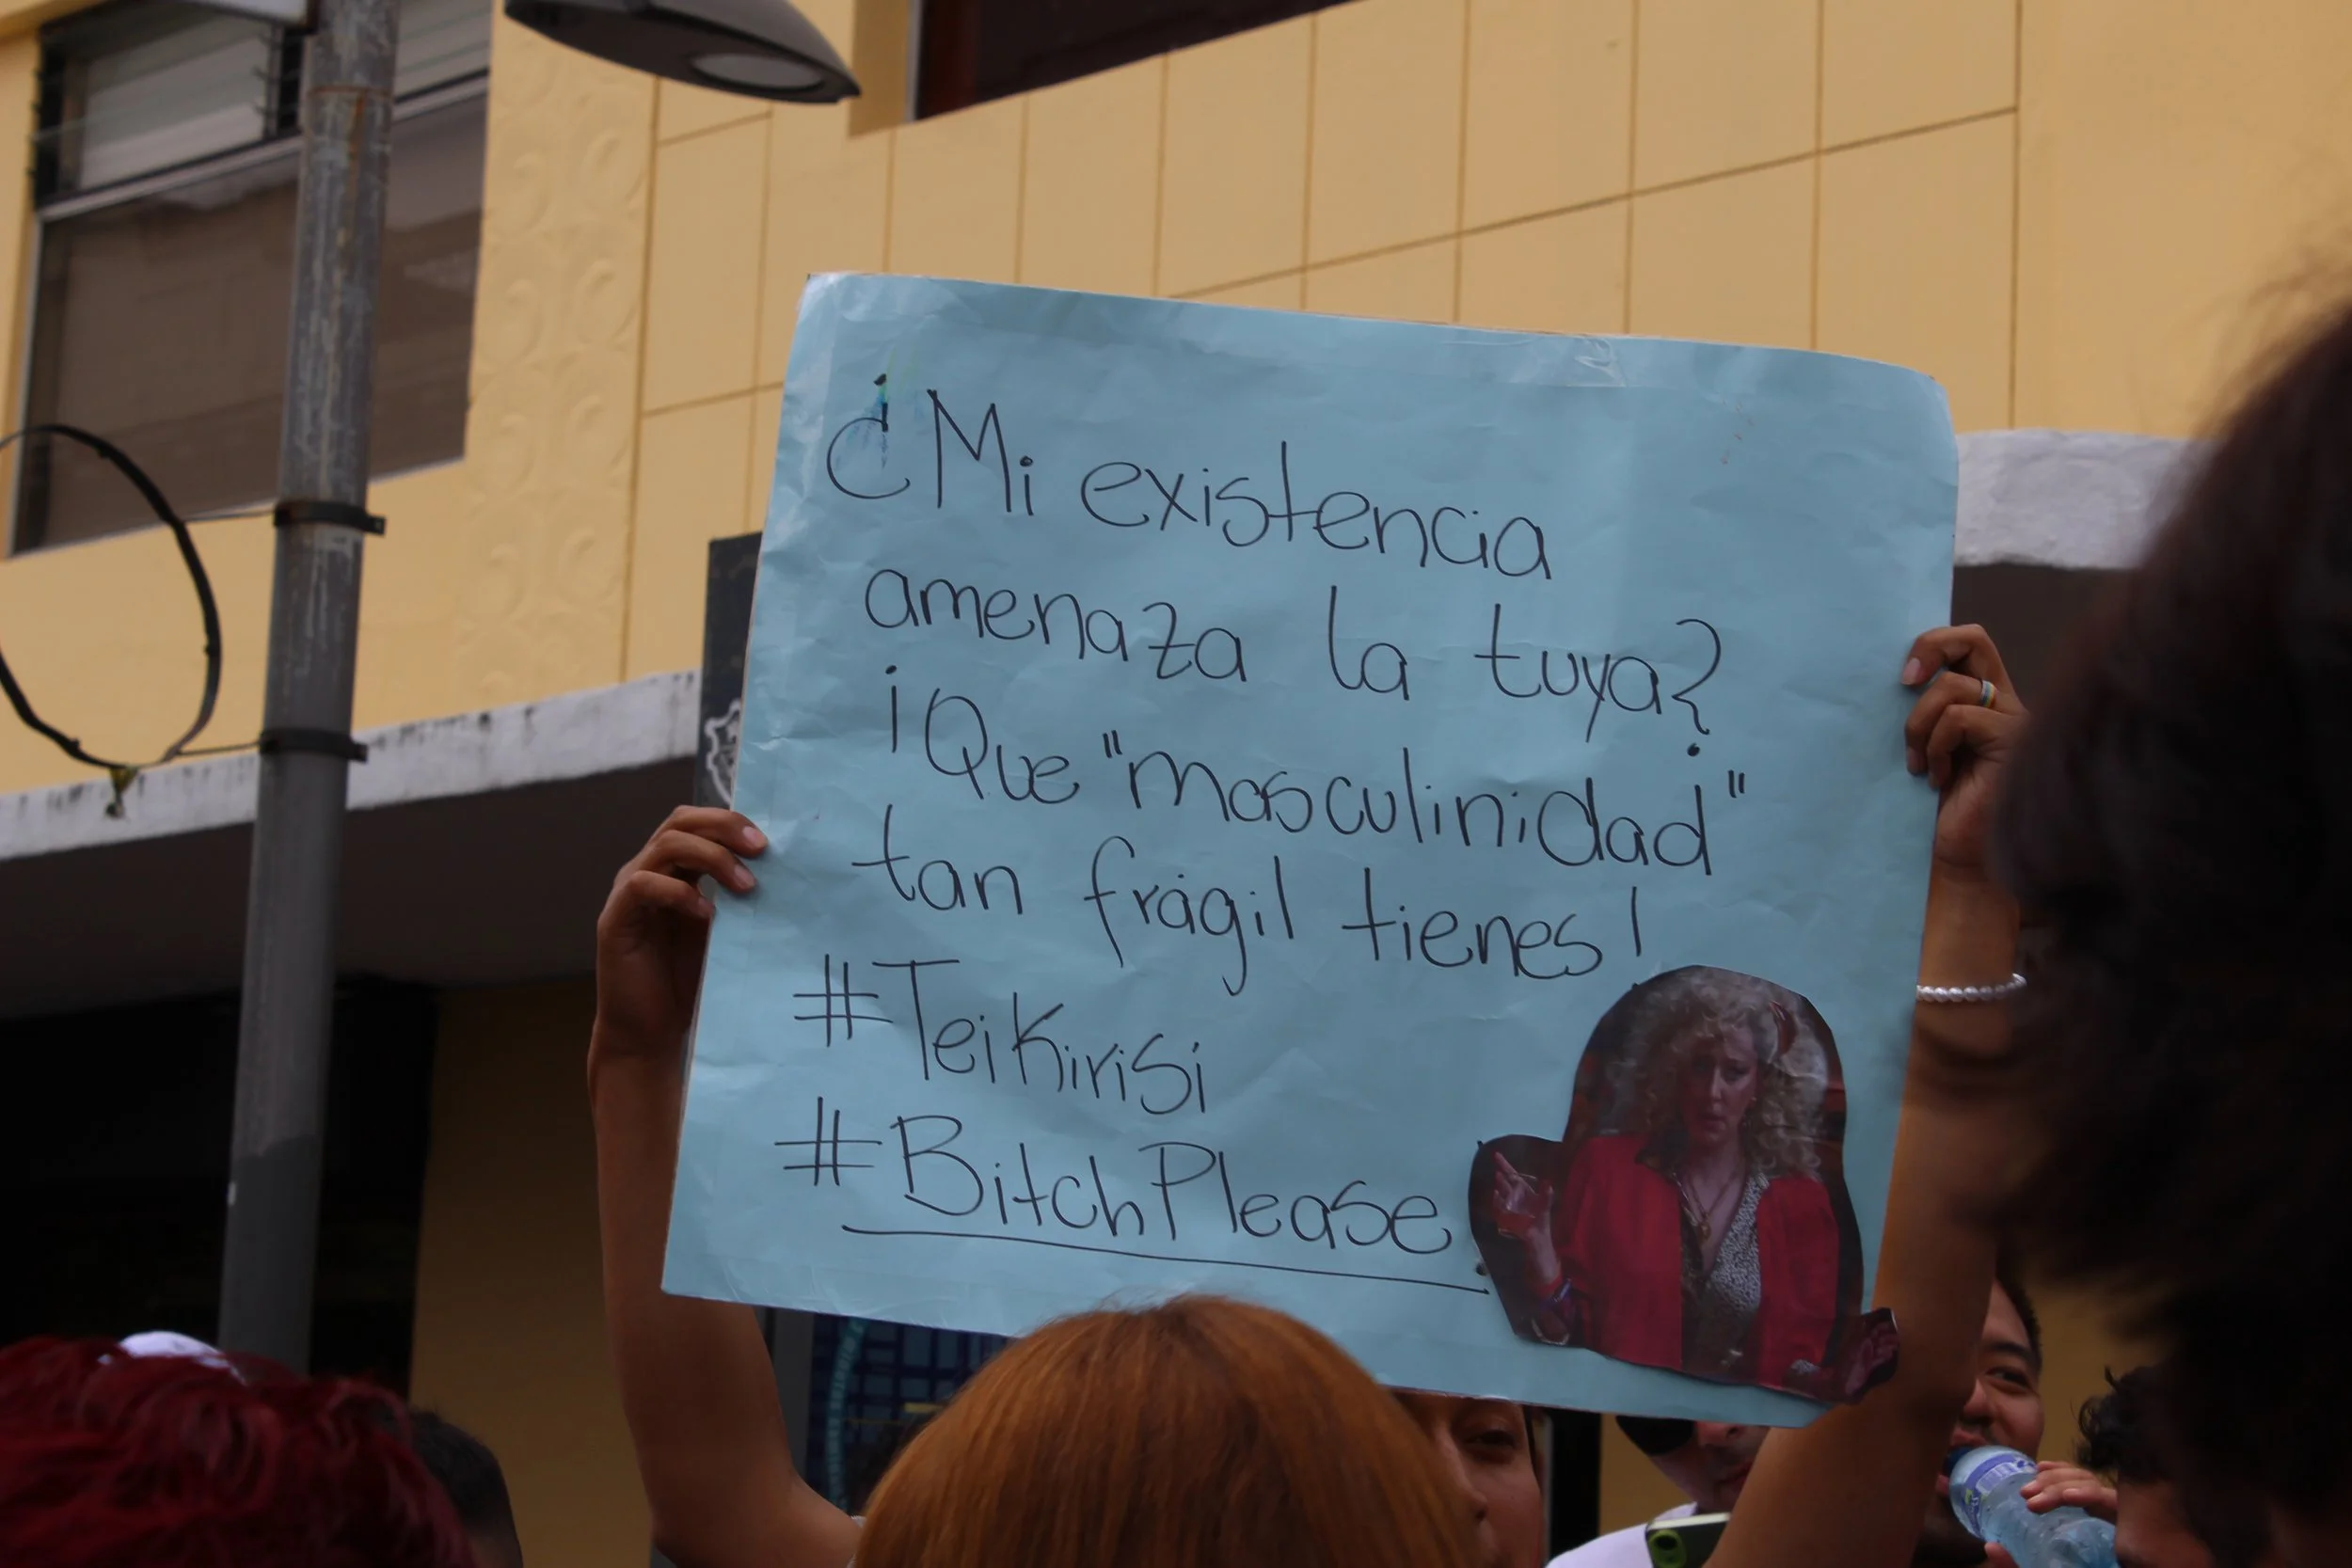 ¿Mi existencia
amenaza la tuya?
¡Que "masculinidad"
tan frágil tienes!
#TeiKirisi
#BitchPlease.